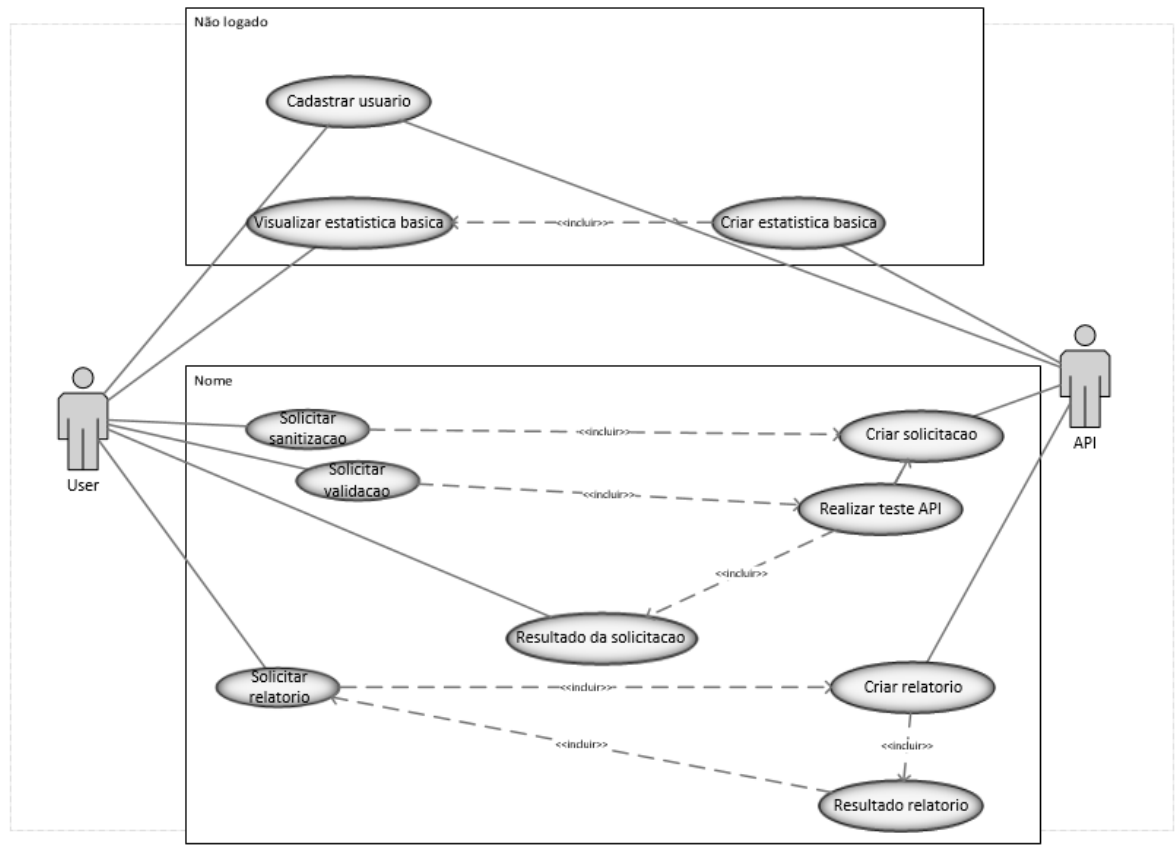 Não logado
Cadastrar usuario
Visualizar estatistica basica
<<incluir>>
Criar estatistica basica
Nome
Solicitar
sanitizacao
<<incluir>>
Criar solicitacao
API
User
Solicitar
validacao
<<incluir>>
Realizar teste API
<<incluir>>
Resultado da solicitacao
Solicitar
relatorio
<<incluir>>
Criar relatorio
<<incluir>>
<<incluir>>
Resultado relatorio